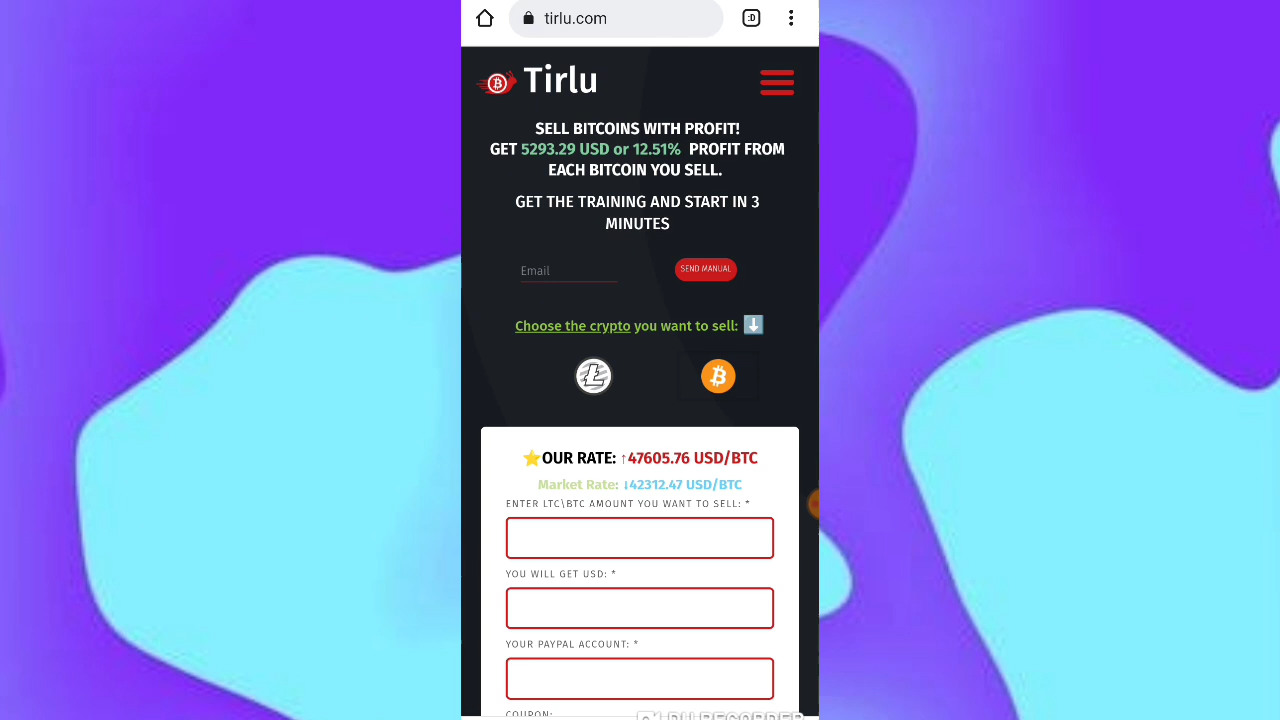 tirlu.com
:D
Tirlu
SELL BITCOINS WITH PROFIT!
GET 5293.29 USD or 12.51% PROFIT FROM
EACH BITCOIN YOU SELL.
GET THE TRAINING AND START IN 3
MINUTES
Email
SEND MANUAL
Choose the crypto you want to sell: ⬇️
⭐OUR RATE: ↑47605.76 USD/BTC
Market Rate: ↓42312.47 USD/BTC
ENTER LTC\BTC AMOUNT YOU WANT TO SELL: *
YOU WILL GET USD: *
YOUR PAYPAL ACCOUNT: *
COUPON:
DU RECORDER